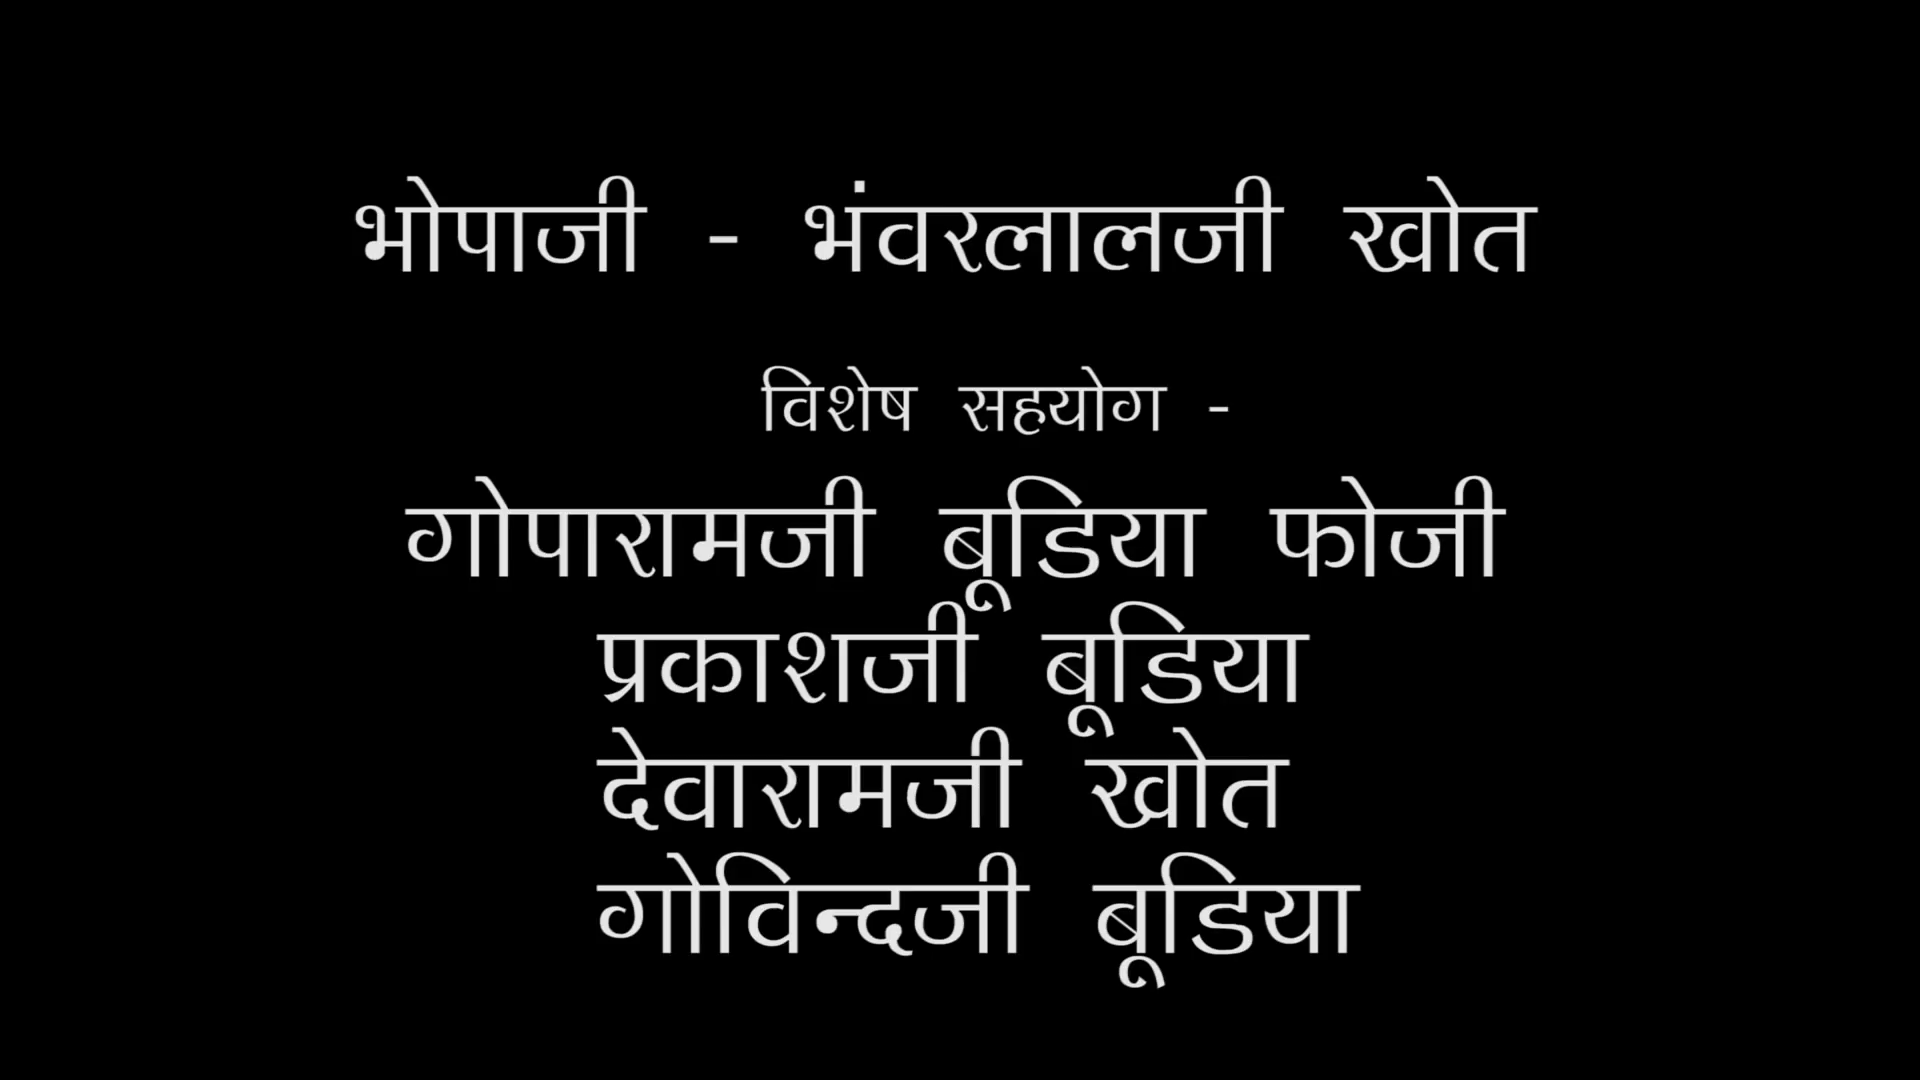 भोपाजी - भंवरलालजी खोत
विशेष सहयोग -
गोपारामजी बूडिया फोजी
प्रकाशजी बूडिया
देवारामजी खोत
गोविन्दजी बूडिया